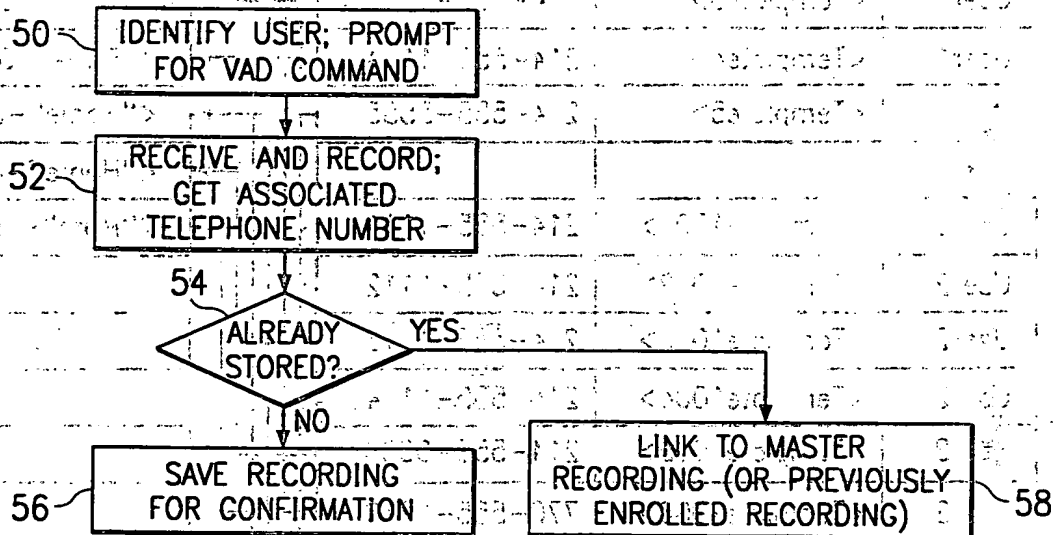 50
IDENTIFY USER; PROMPT
FOR VAD COMMAND
52
RECEIVE AND RECORD;
GET ASSOCIATED
TELEPHONE NUMBER
54
ALREADY
STORED?
YES
NO
56
SAVE RECORDING
FOR CONFIRMATION
LINK TO MASTER
RECORDING (OR PREVIOUSLY
ENROLLED RECORDING)
58